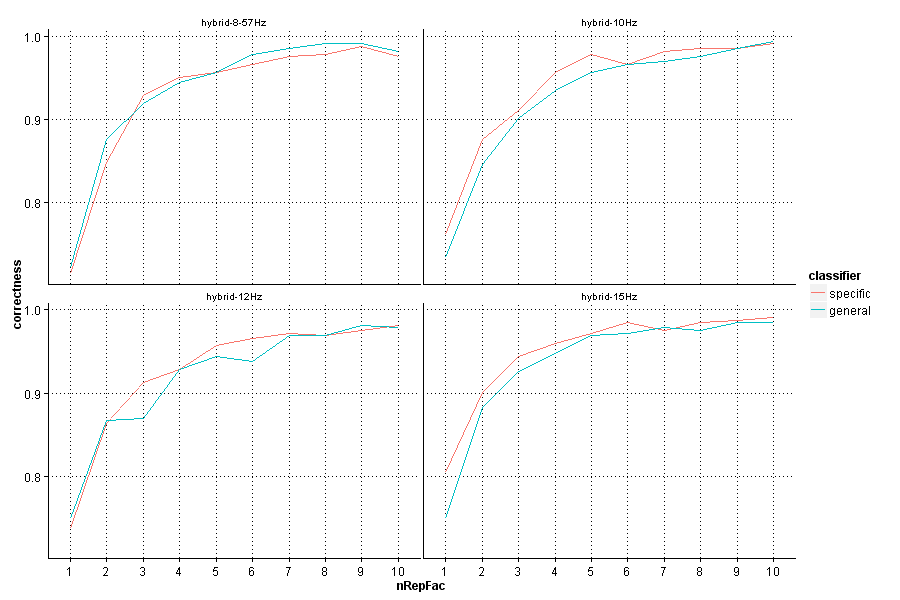 hybrid-8-57Hz
hybrid-10Hz
1.0
0.9
0.8
hybrid-12Hz
hybrid-15Hz
1.0
0.9
0.8
correctness
1 2 3 4 5 6 7 8 9 10
1 2 3 4 5 6 7 8 9 10
nRepFac
classifier
specific
general